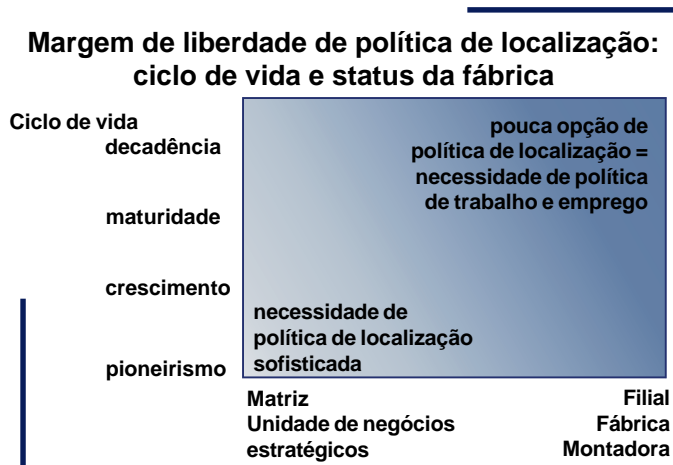 Margem de liberdade de política de localização:
ciclo de vida e status da fábrica
Ciclo de vida
decadência
maturidade
crescimento
pioneirismo
pouca opção de
política de localização =
necessidade de política
de trabalho e emprego
necessidade de
política de localização
sofisticada
Matriz
Unidade de negócios
estratégicos
Filial
Fábrica
Montadora